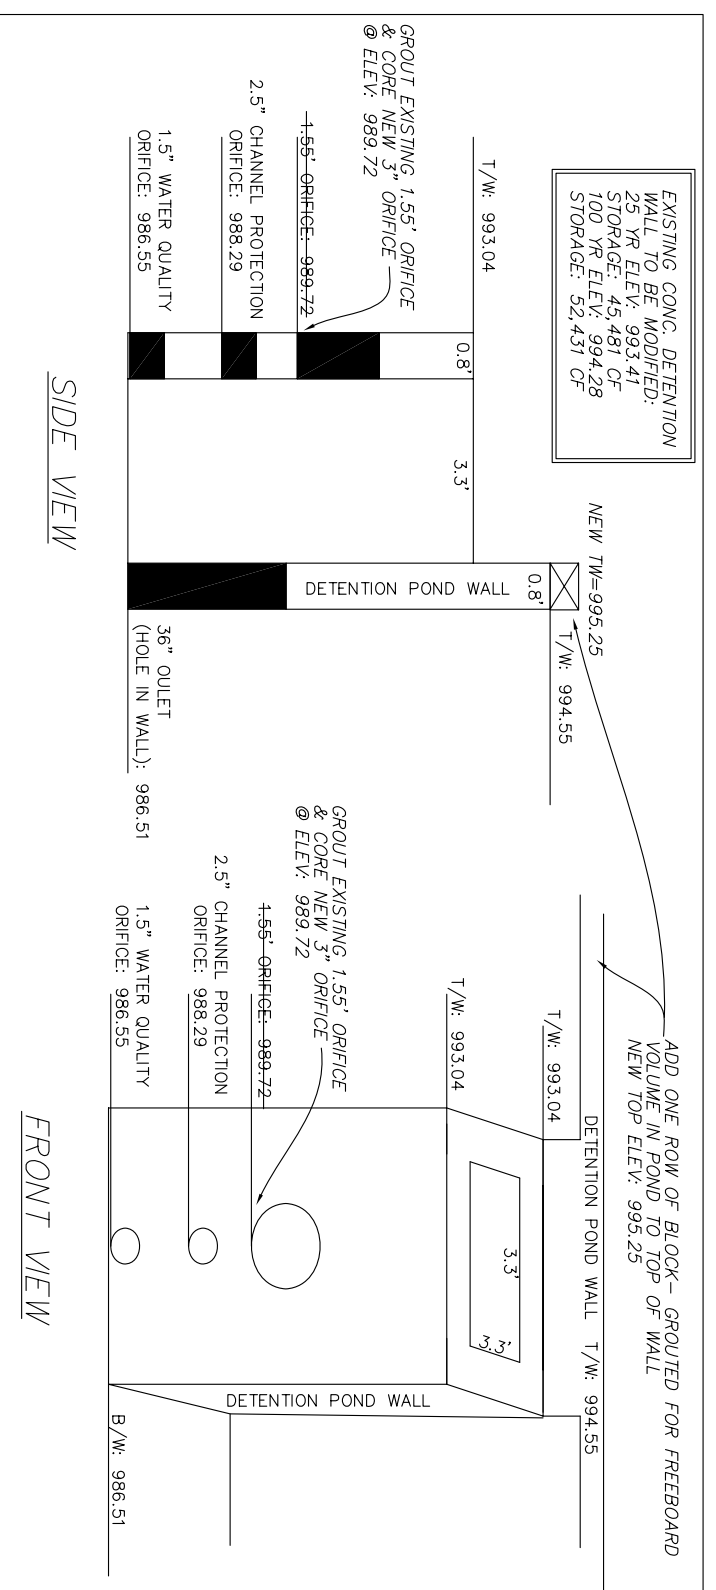 EXISTING CONC. DETENTION
WALL TO BE MODIFIED:
25 YR ELEV: 993.41
STORAGE: 45,481 CF
100 YR ELEV: 994.28
STORAGE: 52,431 CF
NEW TW=995.25
T/W: 994.55
T/W: 993.04
GROUT EXISTING 1.55' ORIFICE
& CORE NEW 3" ORIFICE
@ ELEV: 989.72
1.55' ORIFICE: 989.72
2.5" CHANNEL PROTECTION
ORIFICE: 988.29
1.5" WATER QUALITY
ORIFICE: 986.55
0.8'
3.3'
0.8'
DETENTION POND WALL
36" OULET
(HOLE IN WALL): 986.51
SIDE VIEW
ADD ONE ROW OF BLOCK- GROUTED FOR FREEBOARD
VOLUME IN POND TO TOP OF WALL
NEW TOP ELEV: 995.25
DETENTION POND WALL T/W: 994.55
T/W: 993.04
T/W: 993.04
3.3'
3.3'
GROUT EXISTING 1.55' ORIFICE
& CORE NEW 3" ORIFICE
@ ELEV: 989.72
1.55' ORIFICE: 989.72
2.5" CHANNEL PROTECTION
ORIFICE: 988.29
1.5" WATER QUALITY
ORIFICE: 986.55
DETENTION POND WALL
B/W: 986.51
FRONT VIEW